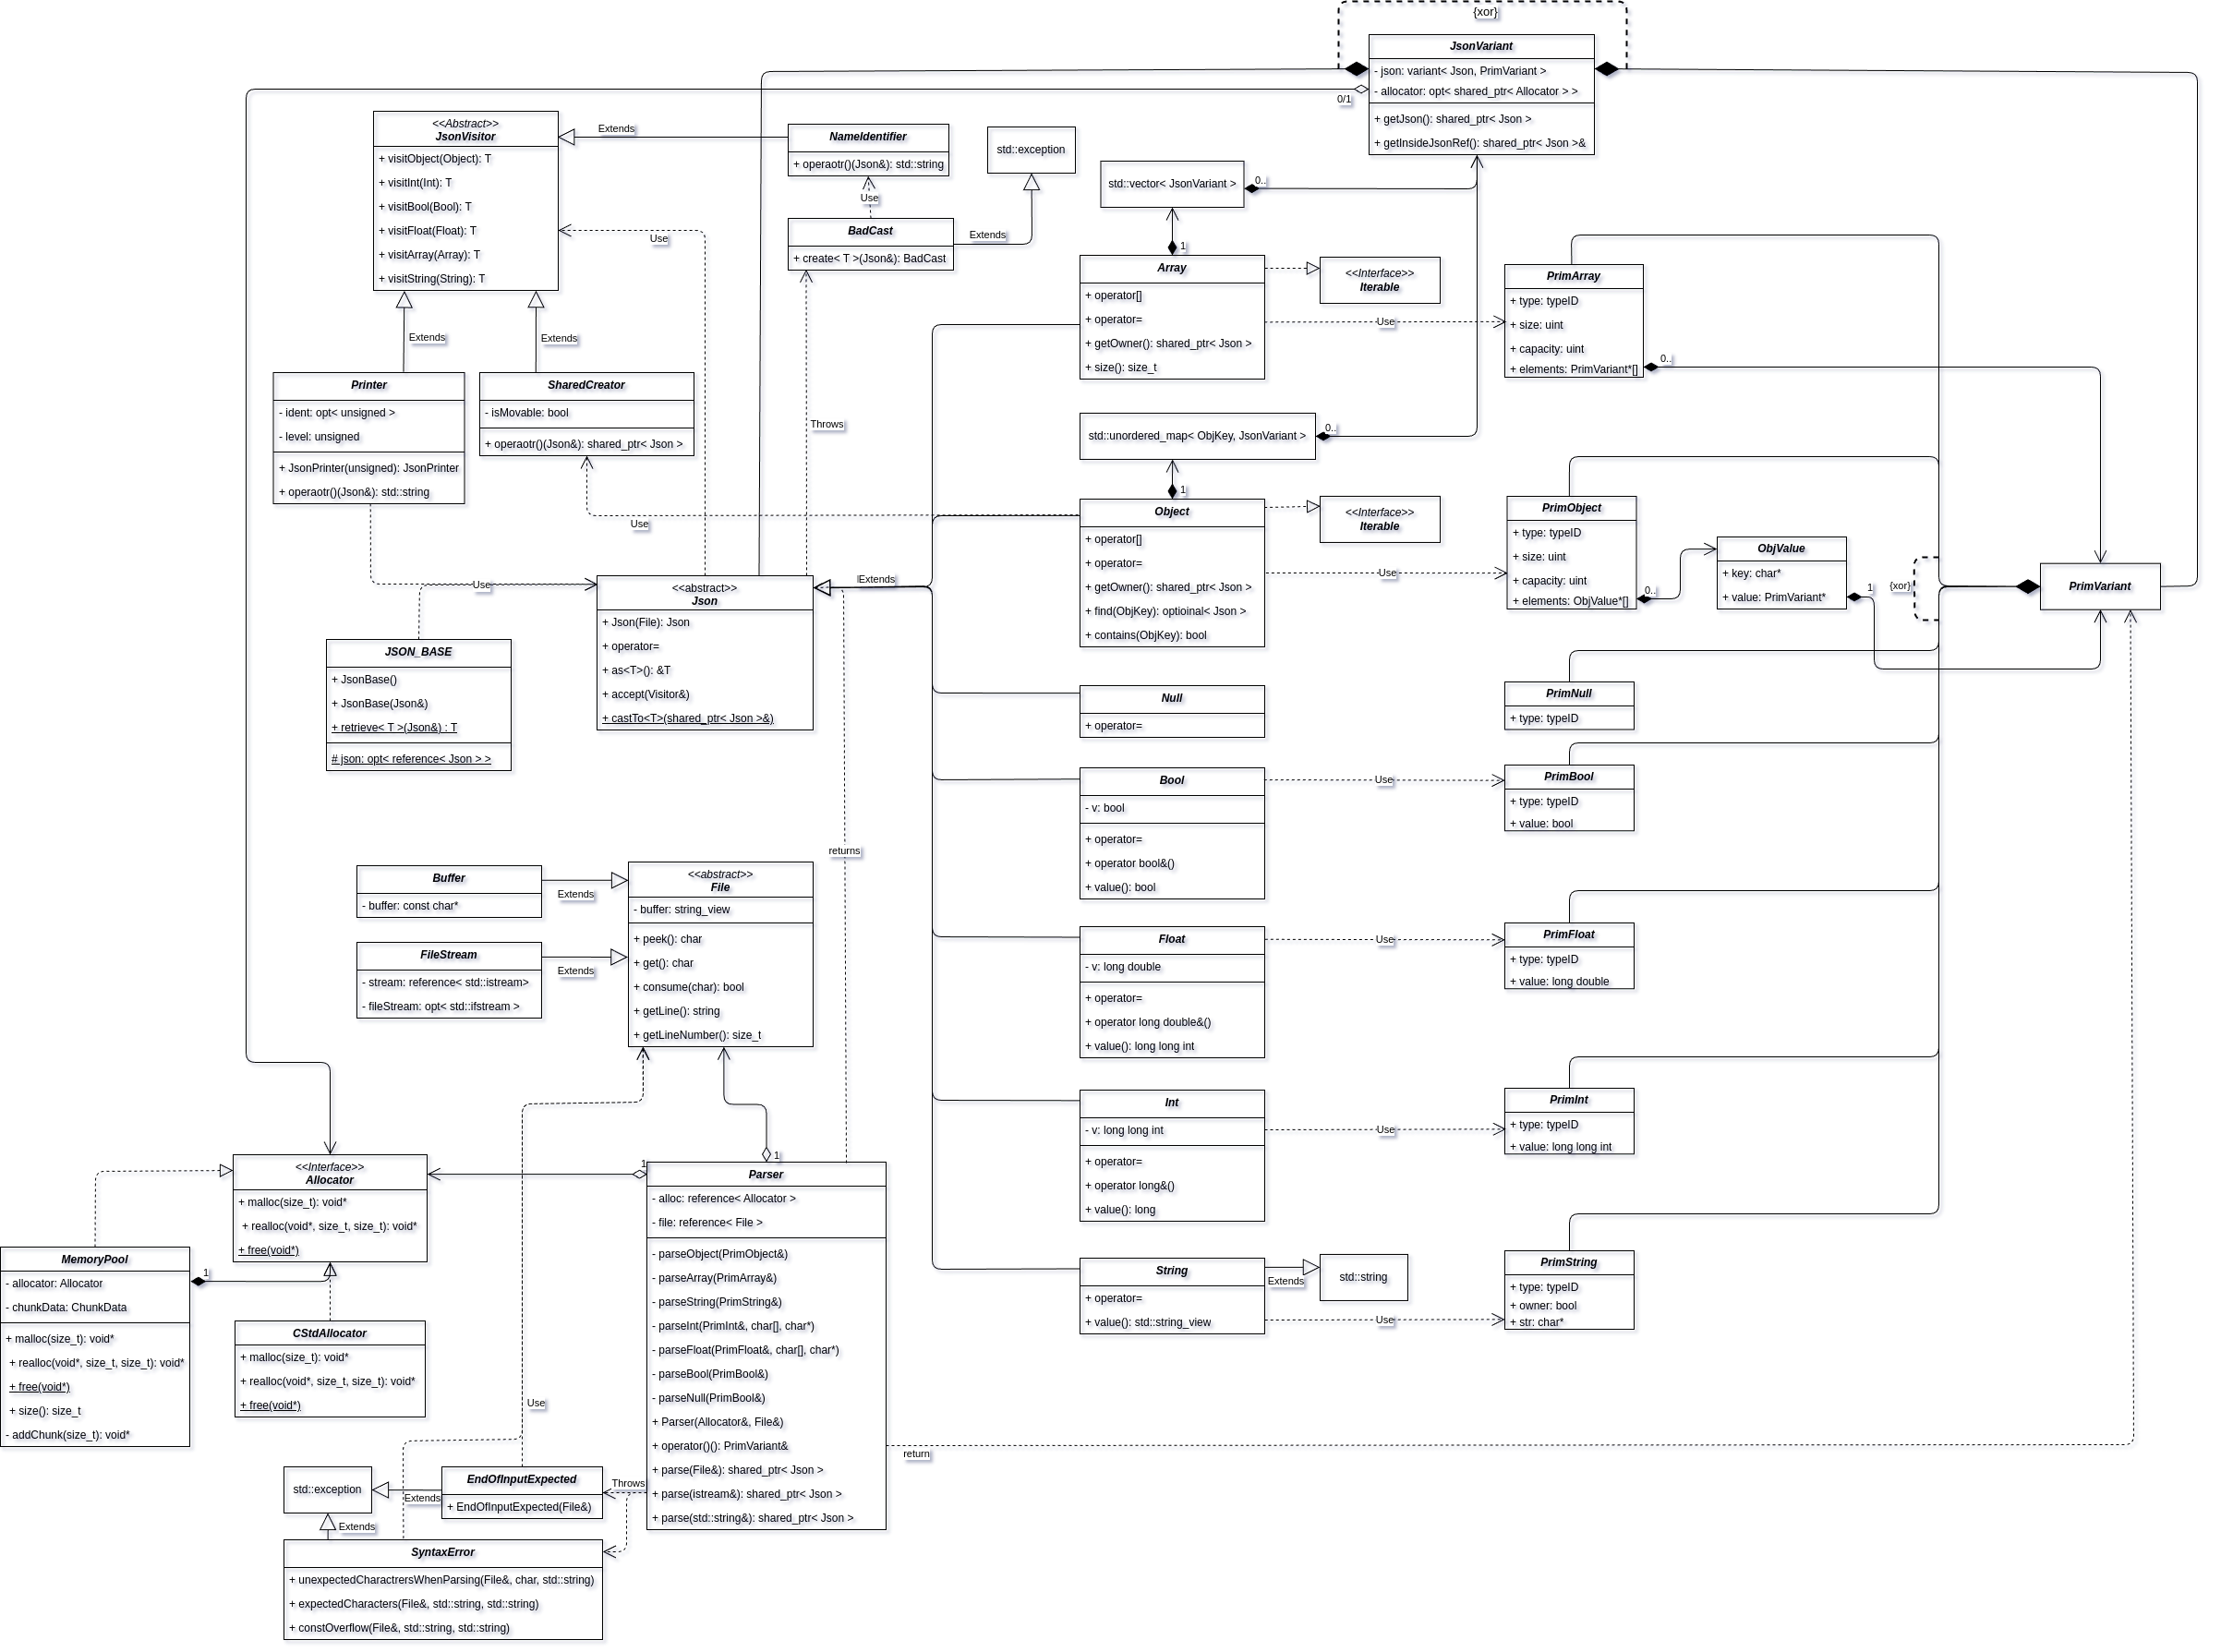 {xor}
JsonVariant
- json: variant< Json, PrimVariant >
- allocator: opt< shared_ptr< Allocator > >
+ getJson(): shared_ptr< Json >
+ getInsideJsonRef(): shared_ptr< Json >&
0/1
<<Abstract>>
JsonVisitor
+ visitObject(Object): T
+ visitInt(Int): T
+ visitBool(Bool): T
+ visitFloat(Float): T
+ visitArray(Array): T
+ visitString(String): T
Extends
NameIdentifier
+ operaotr()(Json&): std::string
Use
BadCast
+ create< T >(Json&): BadCast
Extends
std::exception
std::vector< JsonVariant >
0..
1
Use
Array
+ operator[]
+ operator=
+ getOwner(): shared_ptr< Json >
+ size(): size_t
<<Interface>>
Iterable
Use
PrimArray
+ type: typeID
+ size: uint
+ capacity: uint
+ elements: PrimVariant*[]
0..
Extends
Extends
Printer
- ident: opt< unsigned >
- level: unsigned
+ JsonPrinter(unsigned): JsonPrinter
+ operaotr()(Json&): std::string
SharedCreator
- isMovable: bool
+ operaotr()(Json&): shared_ptr< Json >
Throws
std::unordered_map< ObjKey, JsonVariant >
0..
1
Use
Object
+ operator[]
+ operator=
+ getOwner(): shared_ptr< Json >
+ find(ObjKey): optioinal< Json >
+ contains(ObjKey): bool
<<Interface>>
Iterable
Use
PrimObject
+ type: typeID
+ size: uint
+ capacity: uint
+ elements: ObjValue*[]
0..
ObjValue
+ key: char*
+ value: PrimVariant*
1
{xor}
PrimVariant
Use
<<abstract>>
Json
+ Json(File): Json
+ operator=
+ as<T>(): &T
+ accept(Visitor&)
+ castTo<T>(shared_ptr< Json >&)
Extends
JSON_BASE
+ JsonBase()
+ JsonBase(Json&)
+ retrieve< T >(Json&) : T
# json: opt< reference< Json > >
Null
+ operator=
PrimNull
+ type: typeID
Bool
- v: bool
+ operator=
+ operator bool&()
+ value(): bool
Use
PrimBool
+ type: typeID
+ value: bool
returns
Buffer
- buffer: const char*
Extends
<<abstract>>
File
- buffer: string_view
+ peek(): char
+ get(): char
+ consume(char): bool
+ getLine(): string
+ getLineNumber(): size_t
FileStream
- stream: reference< std::istream>
- fileStream: opt< std::ifstream >
Extends
Float
- v: long double
+ operator=
+ operator long double&()
+ value(): long long int
Use
PrimFloat
+ type: typeID
+ value: long double
Int
- v: long long int
+ operator=
+ operator long&()
+ value(): long
Use
PrimInt
+ type: typeID
+ value: long long int
<<Interface>>
Allocator
+ malloc(size_t): void*
+ realloc(void*, size_t, size_t): void*
+ free(void*)
1
1
Parser
- alloc: reference< Allocator >
- file: reference< File >
- parseObject(PrimObject&)
- parseArray(PrimArray&)
- parseString(PrimString&)
- parseInt(PrimInt&, char[], char*)
- parseFloat(PrimFloat&, char[], char*)
- parseBool(PrimBool&)
- parseNull(PrimBool&)
+ Parser(Allocator&, File&)
+ operator()(): PrimVariant&
+ parse(File&): shared_ptr< Json >
+ parse(istream&): shared_ptr< Json >
+ parse(std::string&): shared_ptr< Json >
return
MemoryPool
- allocator: Allocator
- chunkData: ChunkData
+ malloc(size_t): void*
+ realloc(void*, size_t, size_t): void*
+ free(void*)
+ size(): size_t
- addChunk(size_t): void*
1
CStdAllocator
+ malloc(size_t): void*
+ realloc(void*, size_t, size_t): void*
+ free(void*)
String
+ operator=
+ value(): std::string_view
Extends
std::string
Use
PrimString
+ type: typeID
+ owner: bool
+ str: char*
Use
std::exception
Extends
EndOfInputExpected
+ EndOfInputExpected(File&)
Throws
Extends
SyntaxError
+ unexpectedCharactrersWhenParsing(File&, char, std::string)
+ expectedCharacters(File&, std::string, std::string)
+ constOverflow(File&, std::string, std::string)